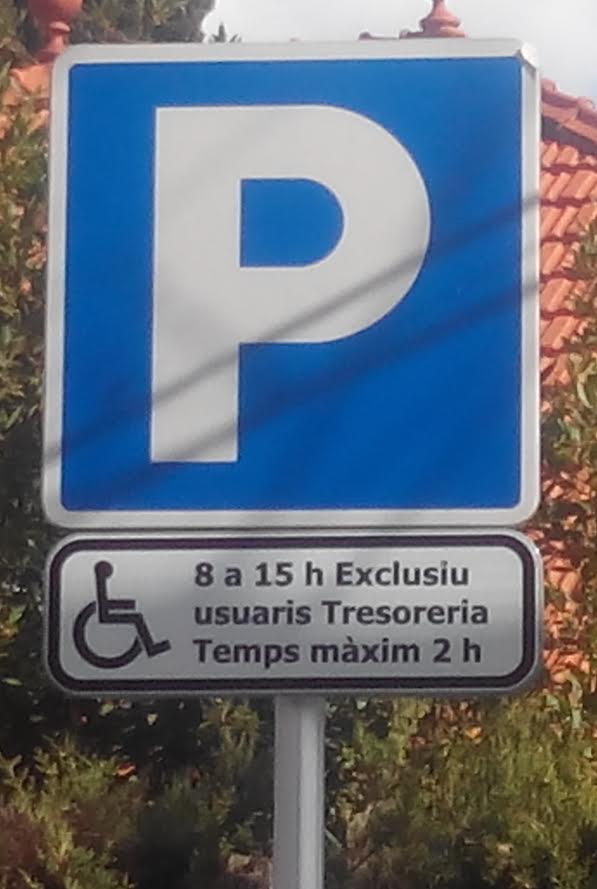 P
8 a 15 h Exclusiu
usuaris Tresoreria
Temps màxim 2 h